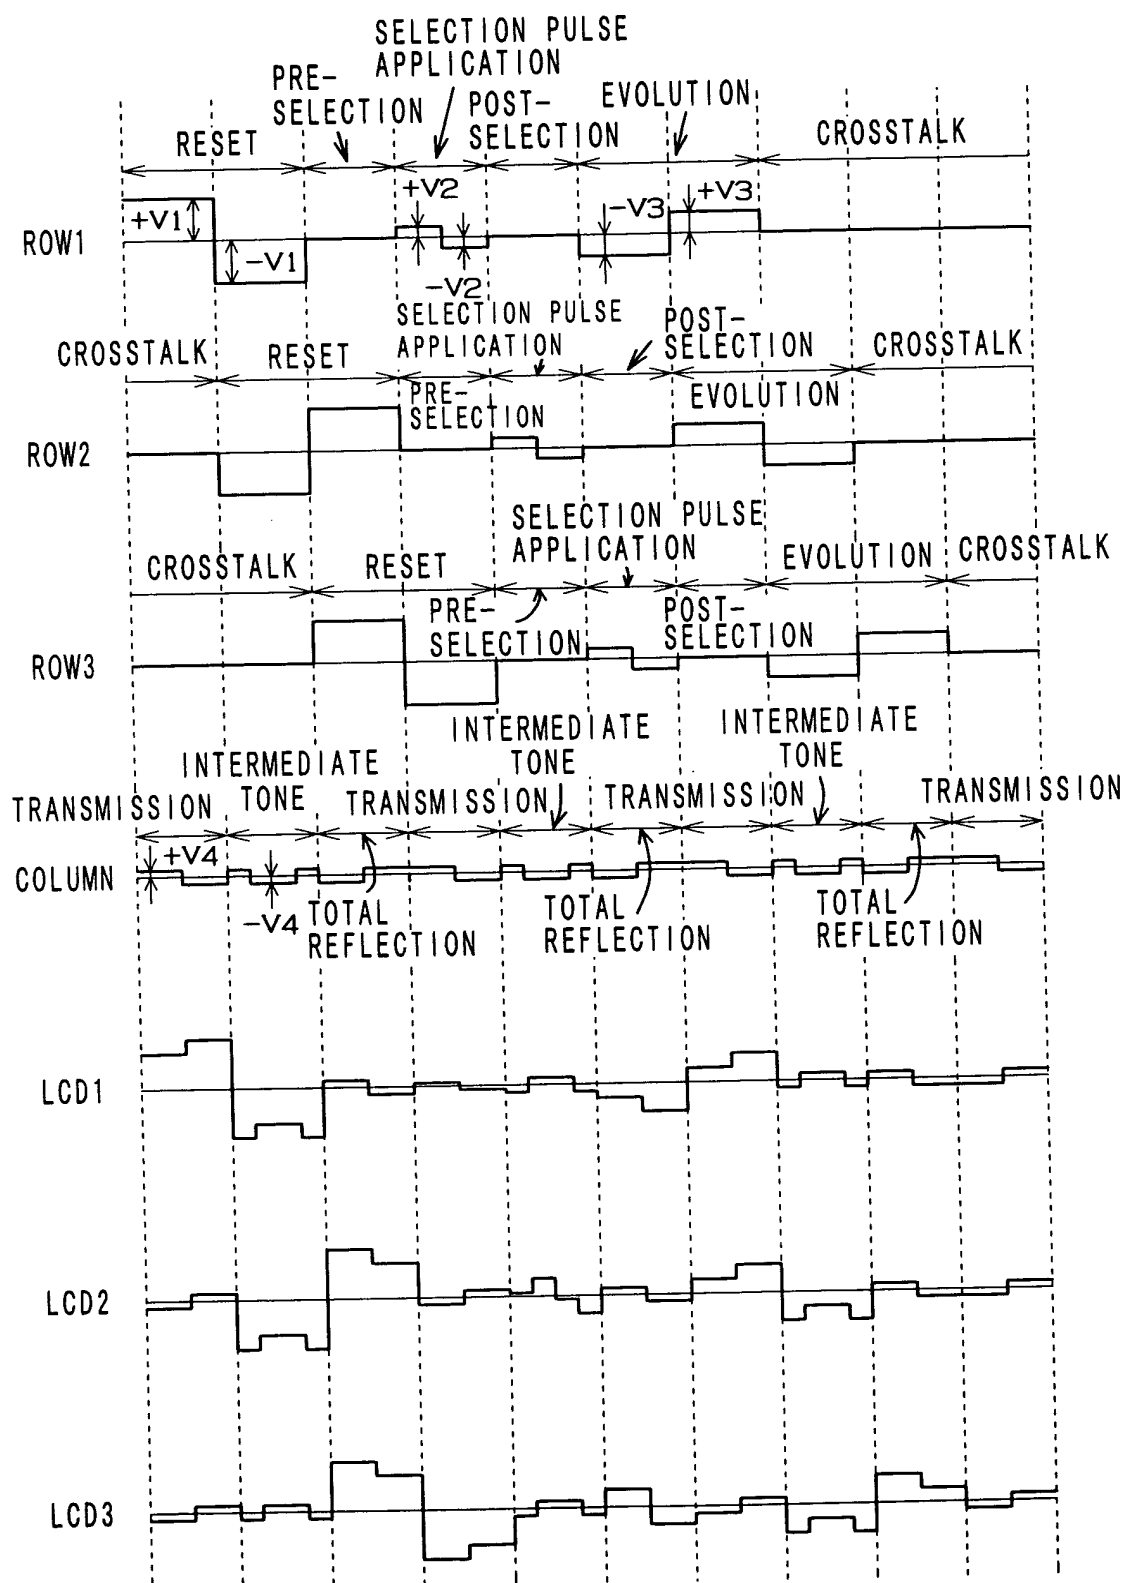 SELECTION PULSE
APPLICATION
PRE-
SELECTION
POST-
SELECTION
EVOLUTION
RESET
CROSSTALK
+V1
-V1
+V2
-V2
-V3
+V3
ROW1
SELECTION PULSE
APPLICATION
POST-
SELECTION
CROSSTALK
RESET
CROSSTALK
PRE-
SELECTION
EVOLUTION
ROW2
SELECTION PULSE
APPLICATION
CROSSTALK
RESET
EVOLUTION
CROSSTALK
PRE-
SELECTION
POST-
SELECTION
ROW3
INTERMEDIATE
TONE
INTERMEDIATE
TONE
INTERMEDIATE
TONE
TRANSMISSION
TRANSMISSION
TRANSMISSION
TRANSMISSION
+V4
-V4
COLUMN
TOTAL
REFLECTION
TOTAL
REFLECTION
TOTAL
REFLECTION
LCD1
LCD2
LCD3